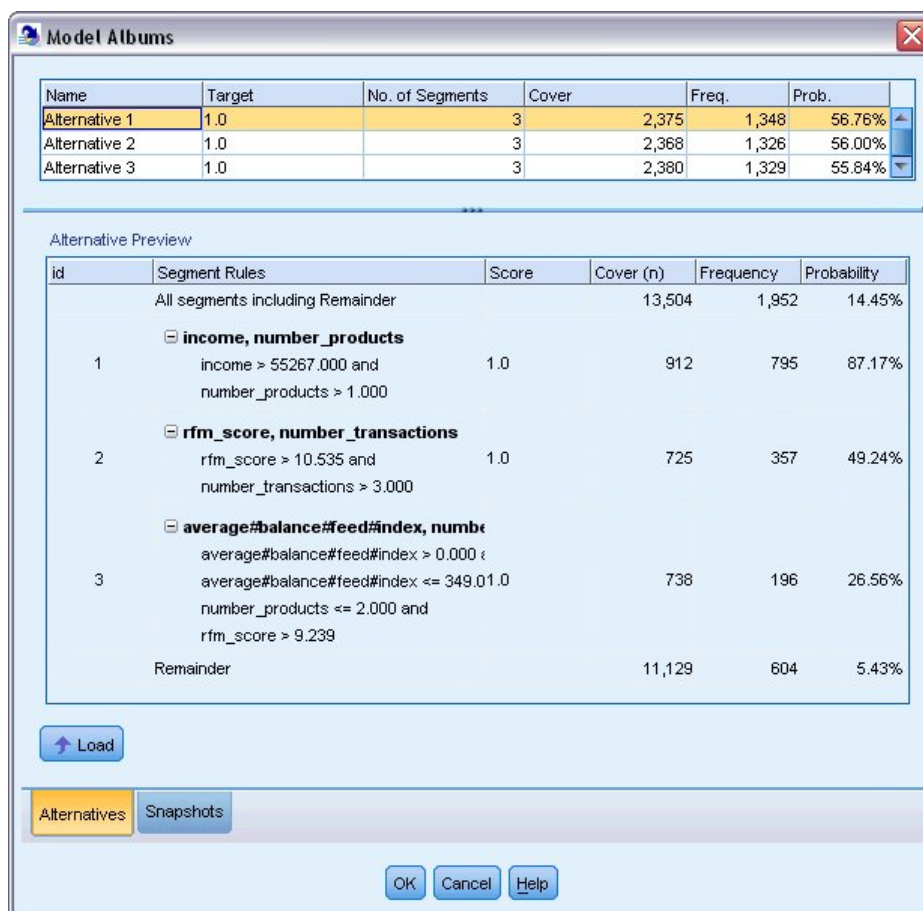 Model Albums
Name Target No. of Segments Cover Freq. Prob.
Alternative 1 1.0 3 2,375 1,348 56.76%
Alternative 2 1.0 3 2,368 1,326 56.00%
Alternative 3 1.0 3 2,380 1,329 55.84%
Alternative Preview
id Segment Rules Score Cover (n) Frequency Probability
All segments including Remainder 13,504 1,952 14.45%
income, number_products
1 income > 55267.000 and 1.0 912 795 87.17%
number_products > 1.000
rfm_score, number_transactions
2 rfm_score > 10.535 and 1.0 725 357 49.24%
number_transactions > 3.000
average#balance#feed#index, numbe
average#balance#feed#index > 0.000 a
3 average#balance#feed#index <= 349.0 1.0 738 196 26.56%
number_products <= 2.000 and
rfm_score > 9.239
Remainder 11,129 604 5.43%
Load
Alternatives Snapshots
OK Cancel Help